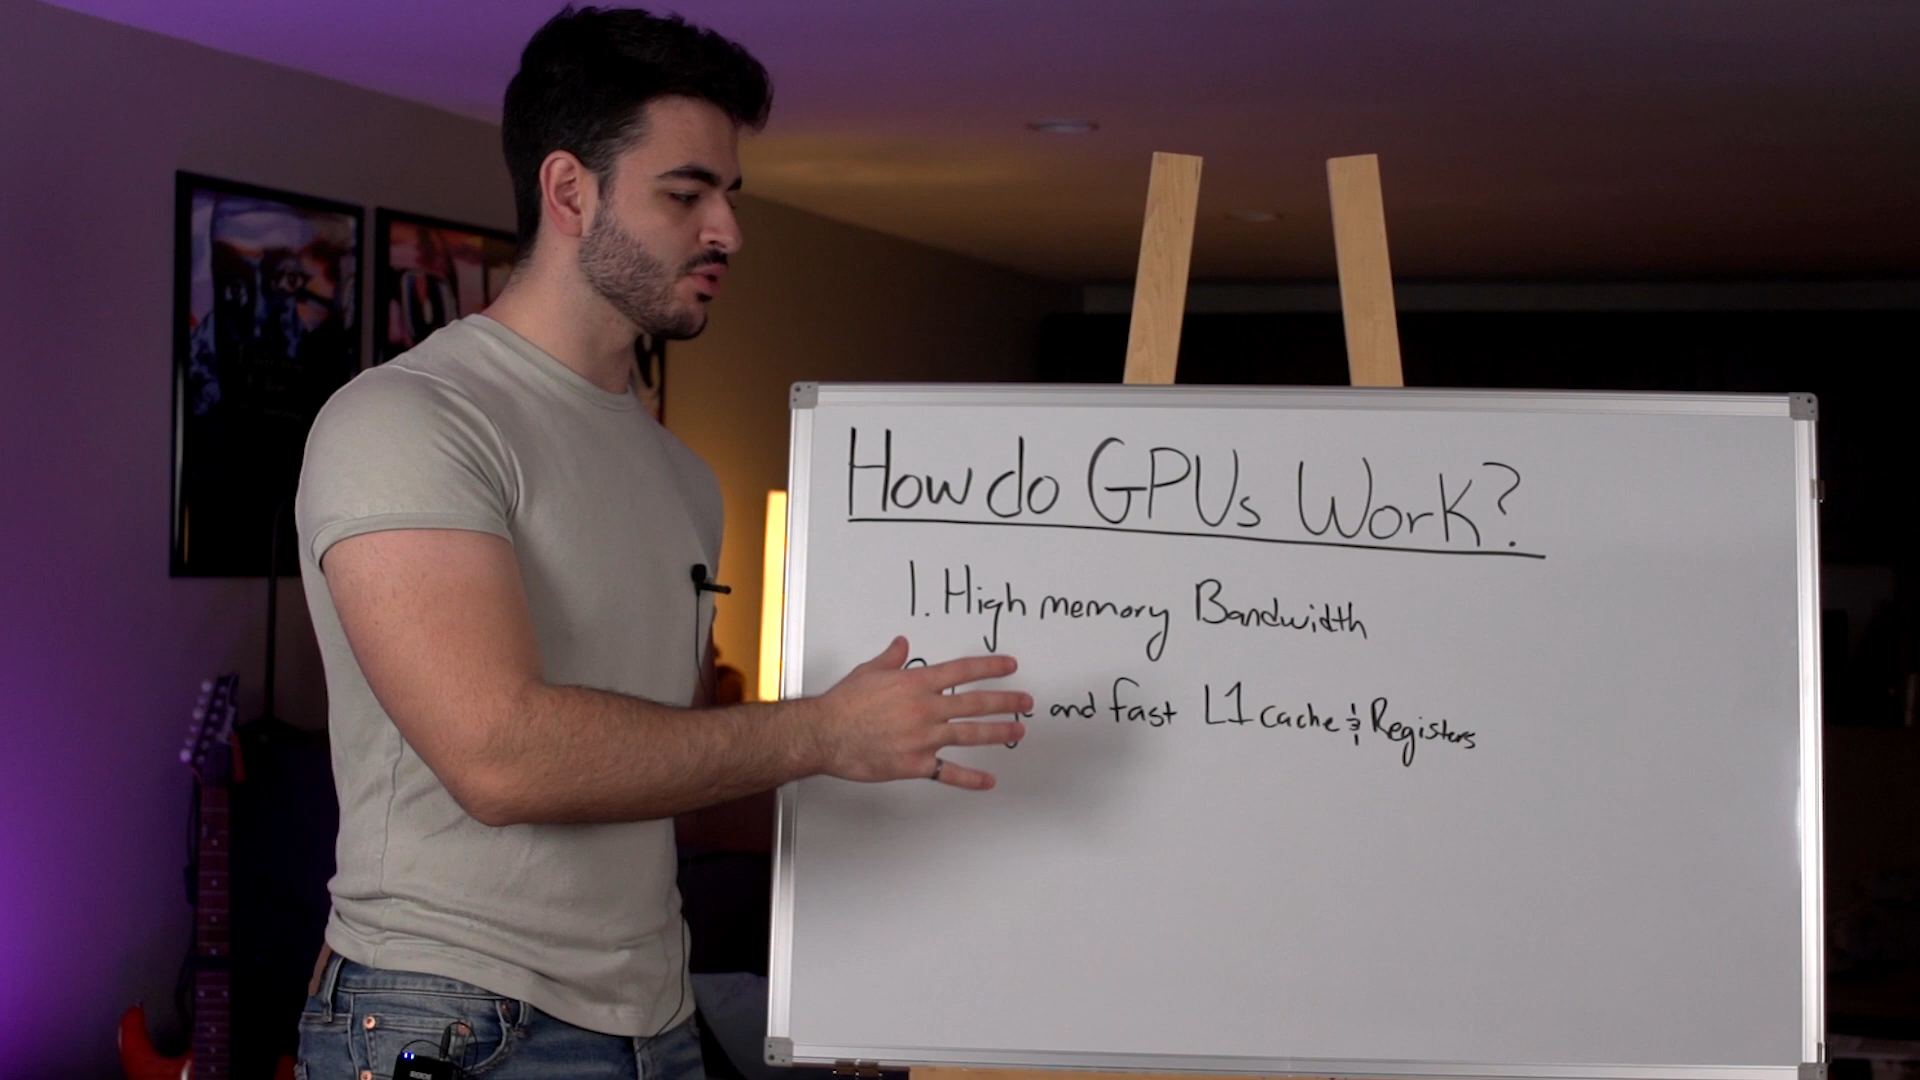 How do GPUs Work?
1. High memory Bandwidth
and fast L1 cache & Registers